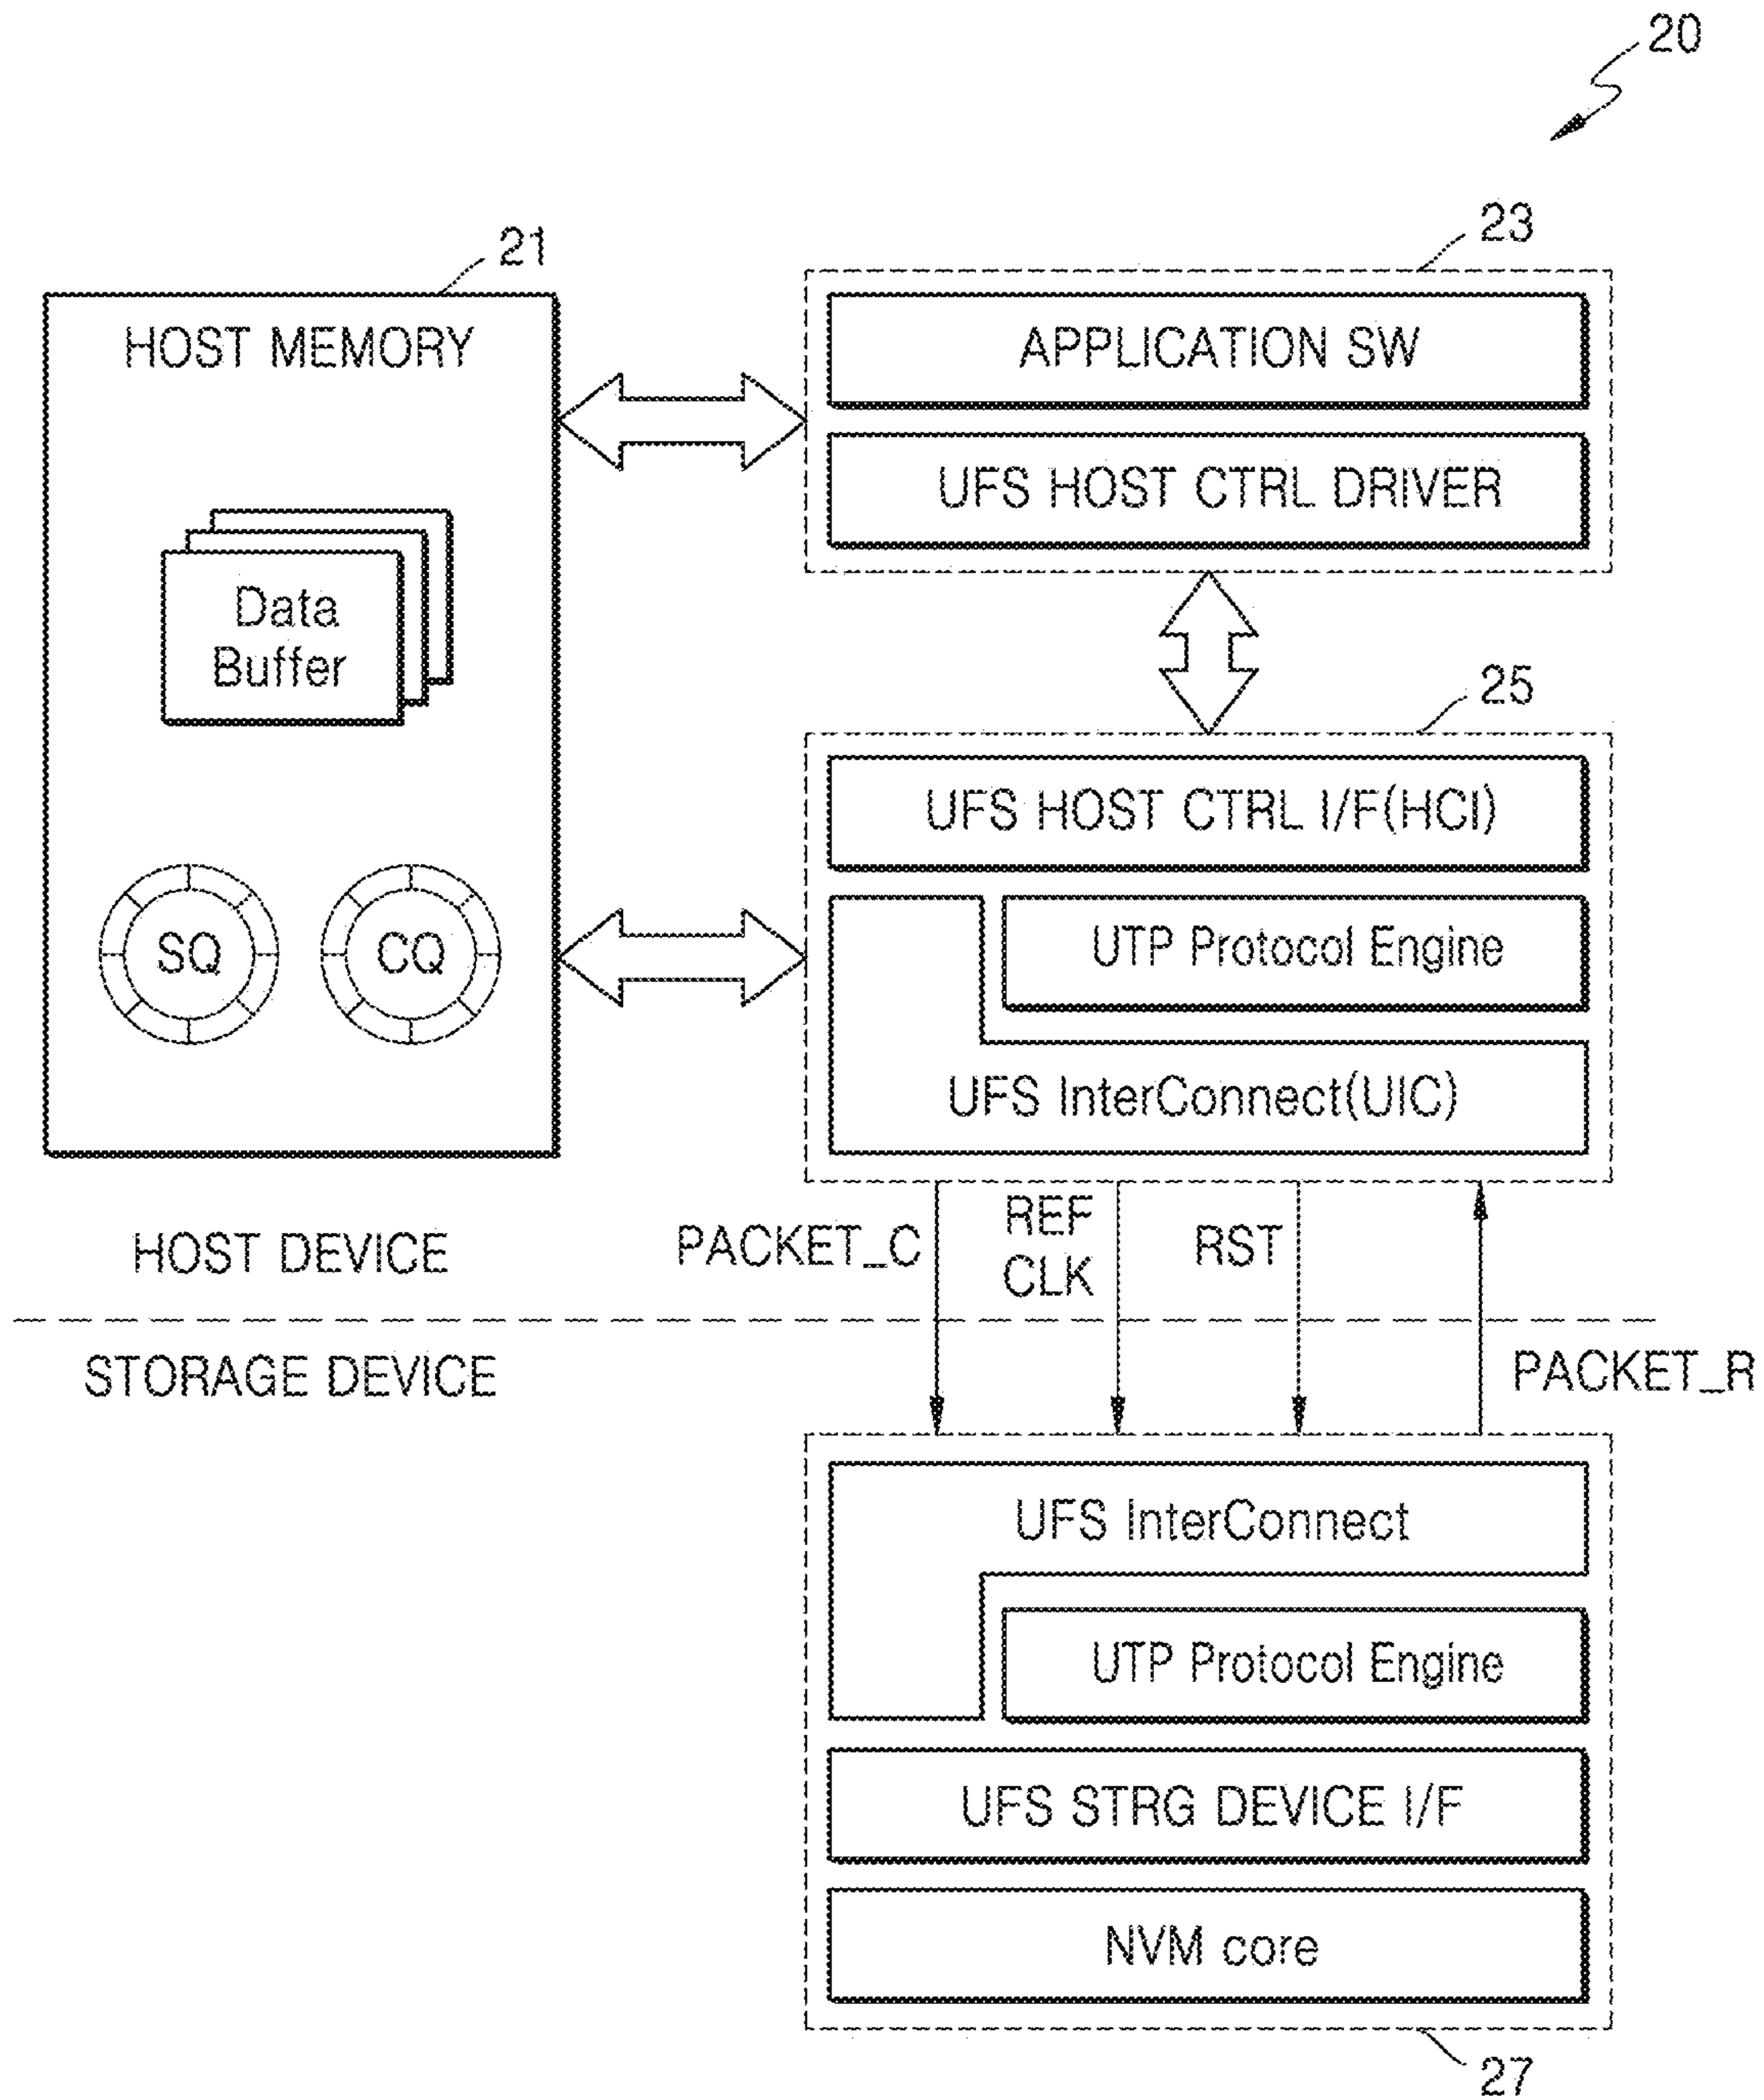 20
21
23
HOST MEMORY
APPLICATION SW
UFS HOST CTRL DRIVER
Data
Buffer
25
UFS HOST CTRL I/F(HCI)
SQ
CQ
UTP Protocol Engine
UFS InterConnect(UIC)
HOST DEVICE
PACKET_C
REF
CLK
RST
STORAGE DEVICE
PACKET_R
UFS InterConnect
UTP Protocol Engine
UFS STRG DEVICE I/F
NVM core
27